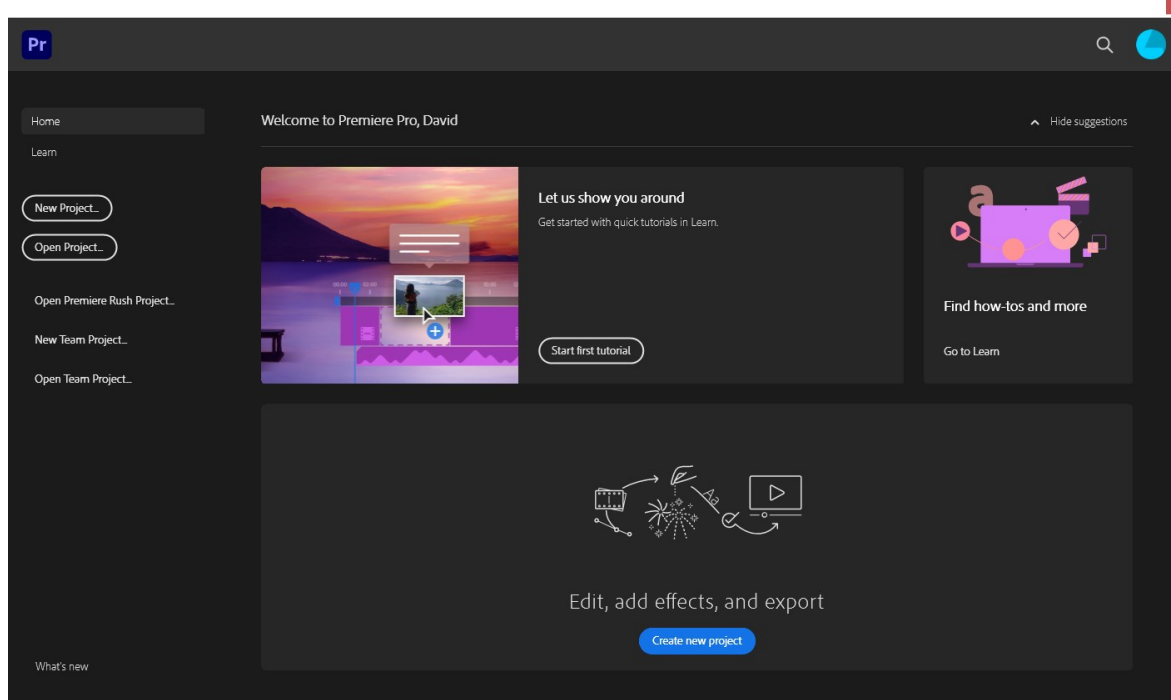 Pr
Home
Learn
New Project...
Open Project...
Open Premiere Rush Project...
New Team Project...
Open Team Project...
What's new
Welcome to Premiere Pro, David
Hide suggestions
Let us show you around
Get started with quick tutorials in Learn.
Start first tutorial
a
Find how-tos and more
Go to Learn
Aa
Edit, add effects, and export
Create new project